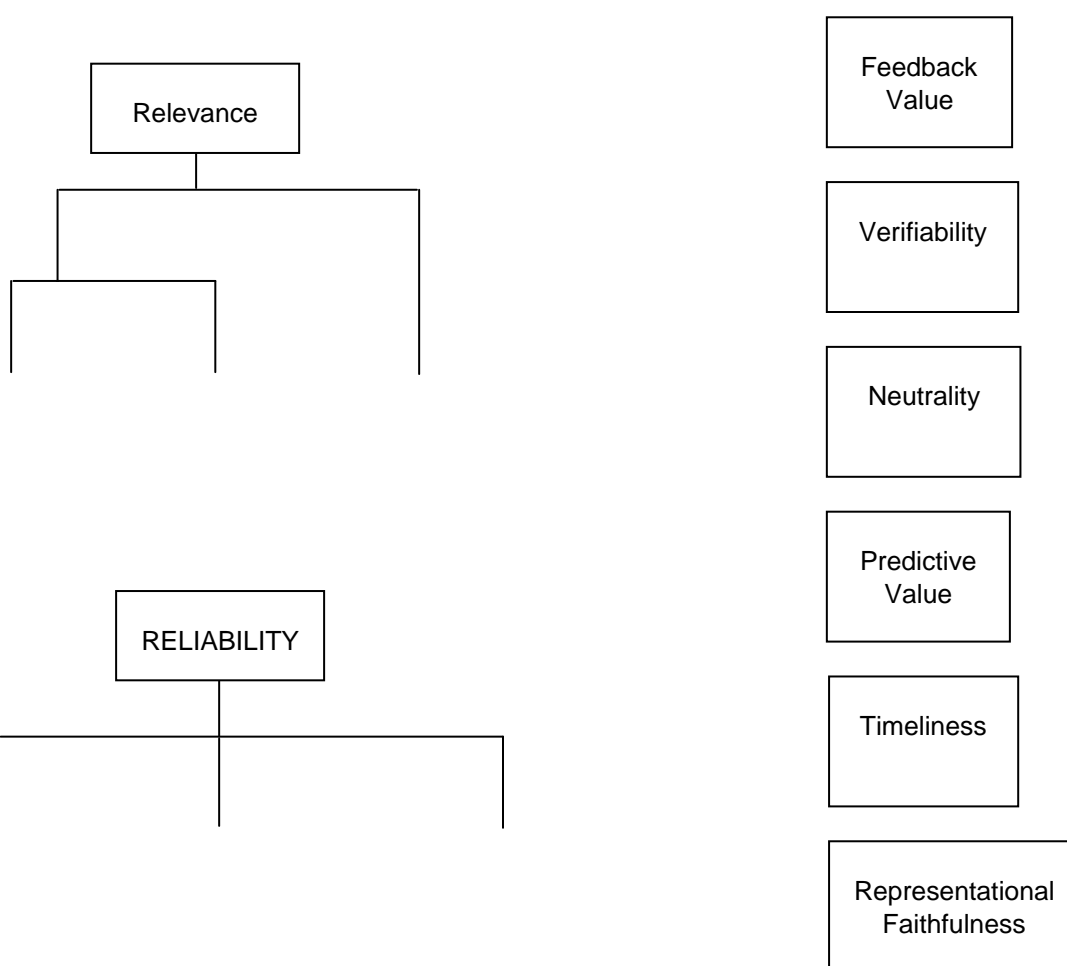 Relevance
RELIABILITY
Feedback
Value
Verifiability
Neutrality
Predictive
Value
Timeliness
Representational
Faithfulness